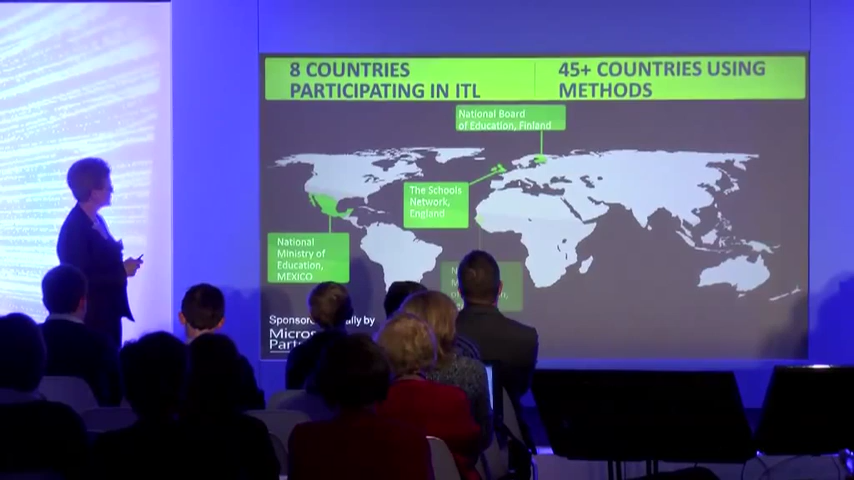 8 COUNTRIES
PARTICIPATING IN ITL
45+ COUNTRIES USING
METHODS
National Board
of Education, Finland
The Schools
Network,
England
National
Ministry of
Education,
MEXICO